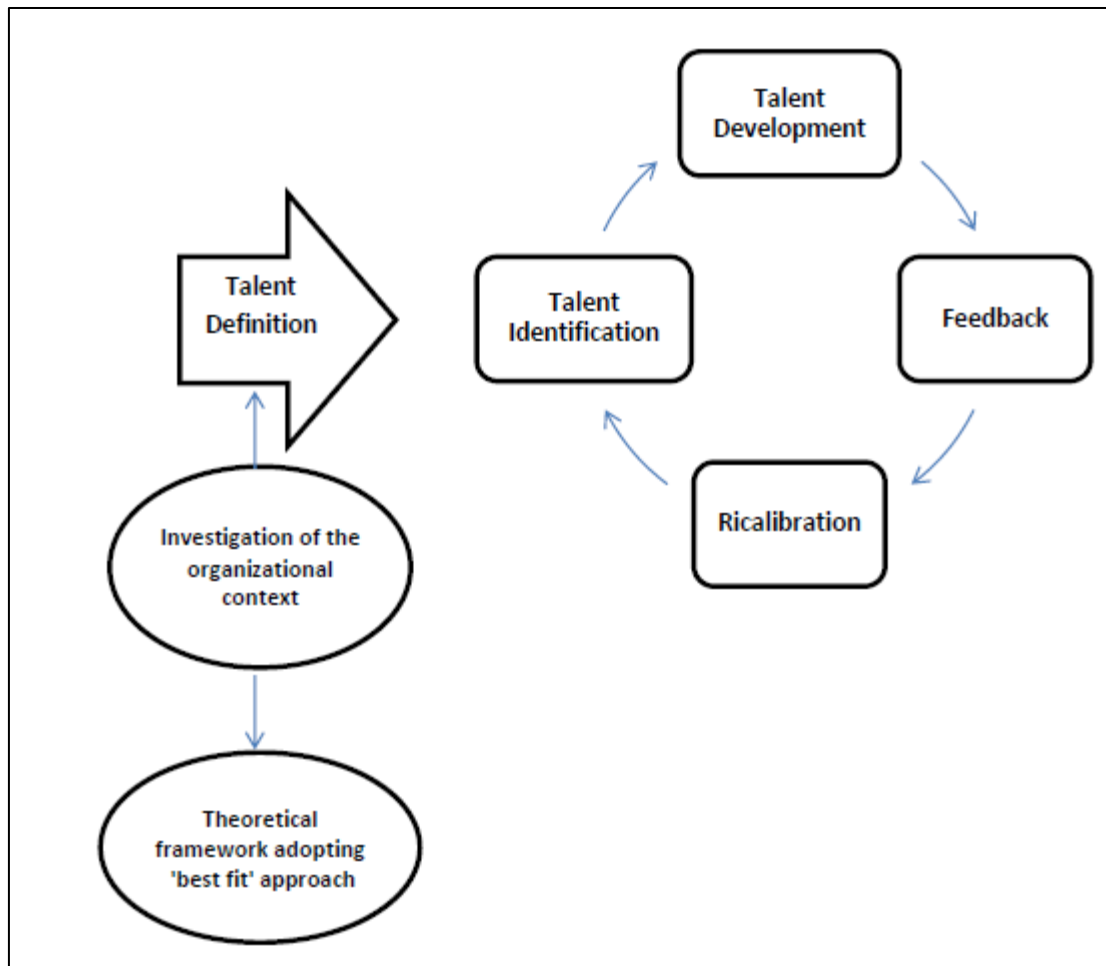 Talent
Development
Talent
Definition
Talent
Identification
Feedback
Ricalibration
Investigation of the
organizational
context
Theoretical
framework adopting
'best fit' approach